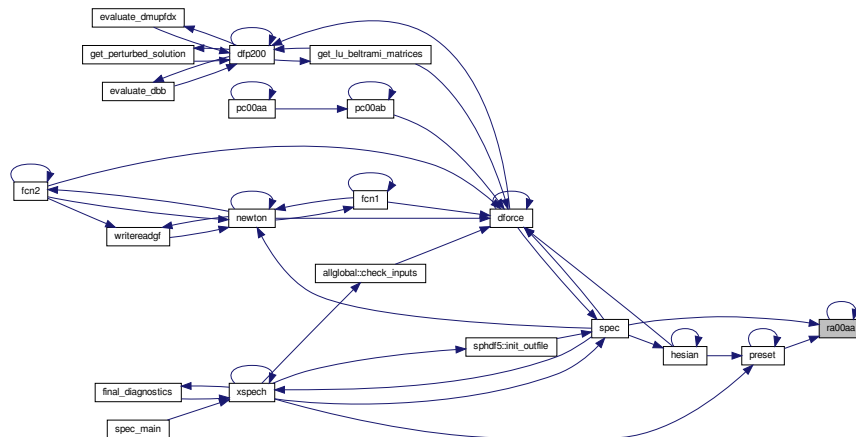 evaluate_dmupfdx
get_perturbed_solution
dfp200
get_lu_beltrami_matrices
evaluate_dbb
pc00aa
pc00ab
fcn2
fcn1
newton
dforce
writereadgf
allglobal::check_inputs
spec
ra00aa
sphdf5::init_outfile
hesian
preset
final_diagnostics
xspech
spec_main